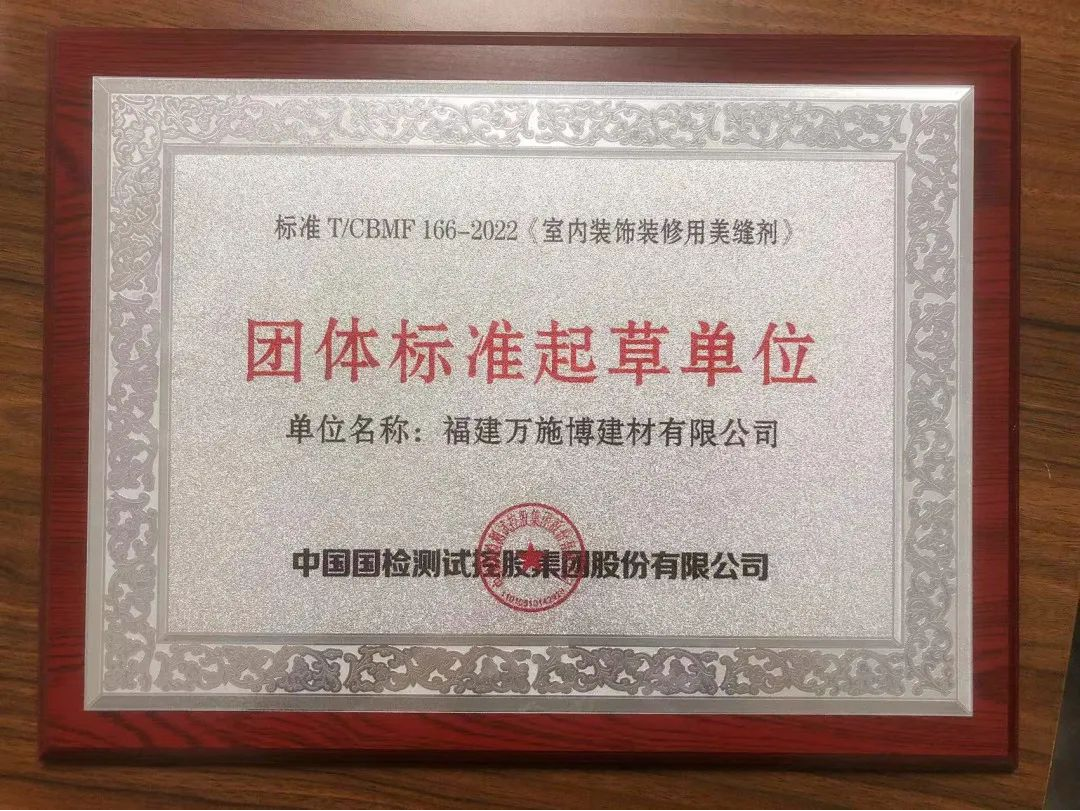 标准 T/CBMF 166-2022《室内装饰装修用美缝剂》
团体标准起草单位
单位名称：福建万施博建材有限公司
中国国检测试控股集团股份有限公司